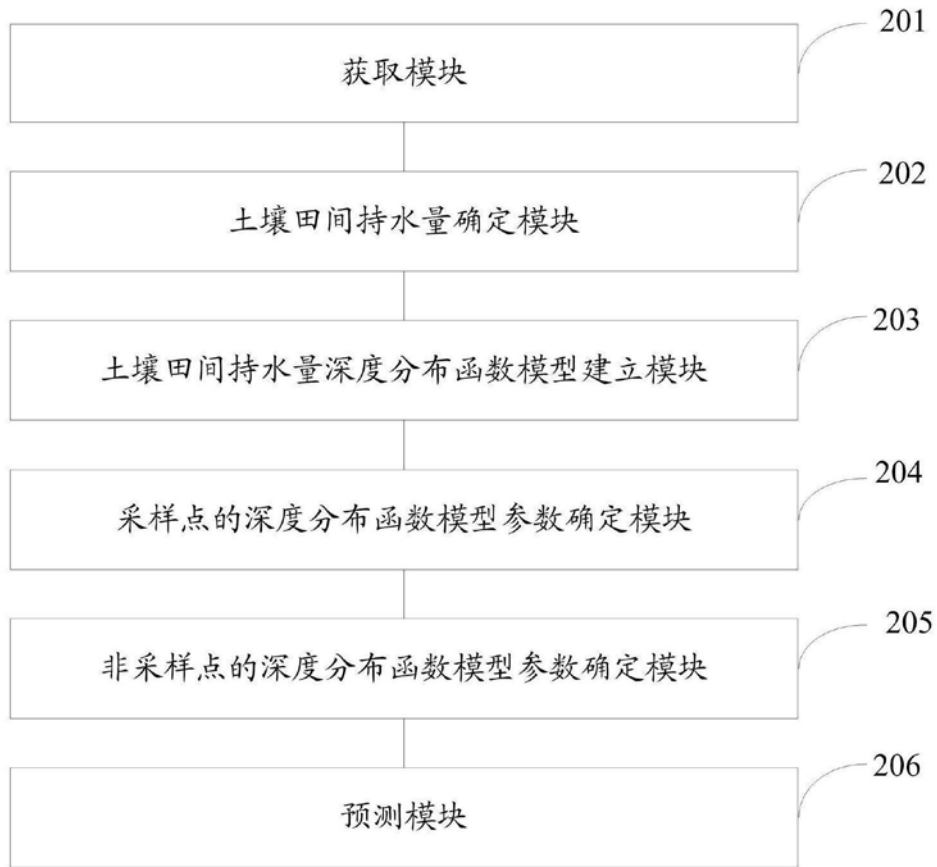 201
获取模块
202
土壤田间持水量确定模块
203
土壤田间持水量深度分布函数模型建立模块
204
采样点的深度分布函数模型参数确定模块
205
非采样点的深度分布函数模型参数确定模块
206
预测模块